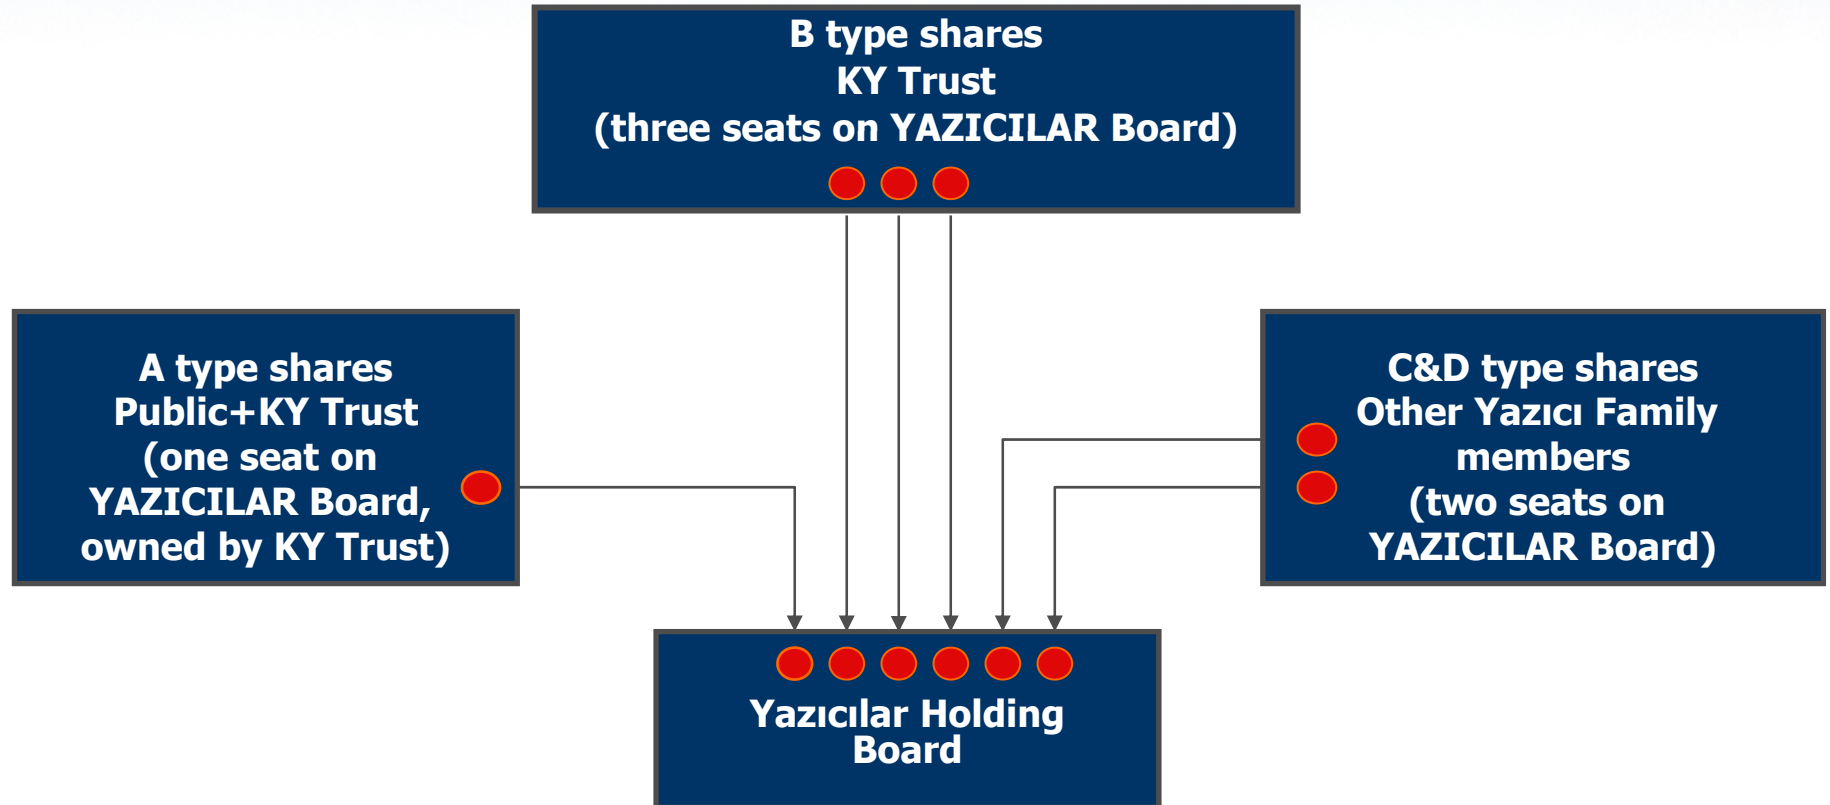 B type shares
KY Trust
(three seats on YAZICILAR Board)
A type shares
Public+KY Trust
(one seat on
YAZICILAR Board,
owned by KY Trust)
C&D type shares
Other Yazıcı Family
members
(two seats on
YAZICILAR Board)
Yazıcılar Holding
Board